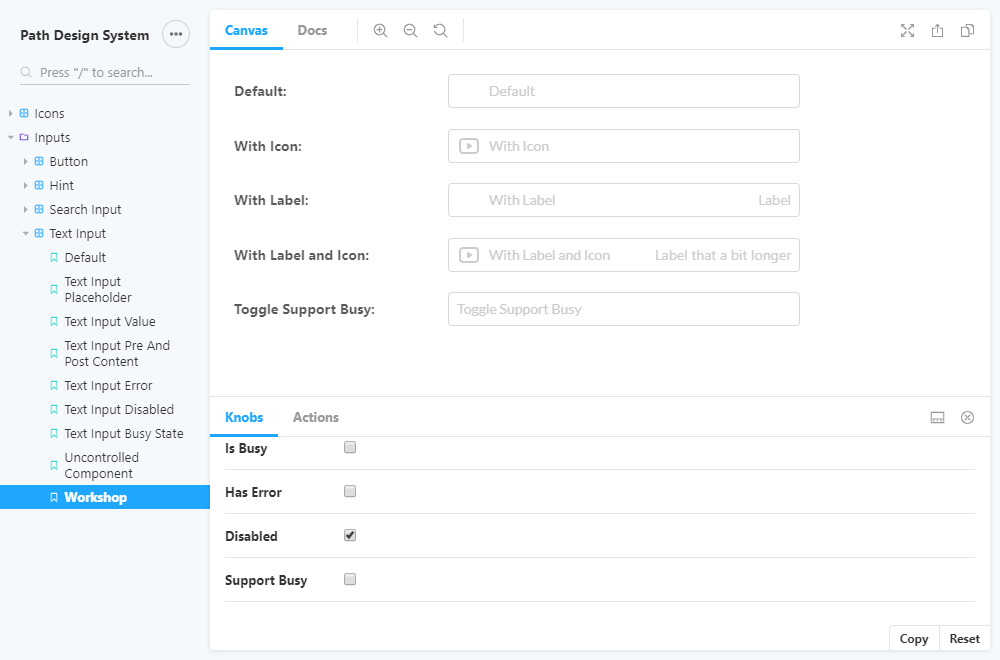 Path Design System
Press "/" to search...
Icons
Inputs
Button
Hint
Search Input
Text Input
Default
Text Input
Placeholder
Text Input Value
Text Input Pre And
Post Content
Text Input Error
Text Input Disabled
Text Input Busy State
Uncontrolled
Component
Workshop
Canvas Docs
Default: Default
With Icon: With Icon
With Label: With Label Label
With Label and Icon: With Label and Icon Label that a bit longer
Toggle Support Busy: Toggle Support Busy
Knobs Actions
Is Busy
Has Error
Disabled
Support Busy
Copy Reset